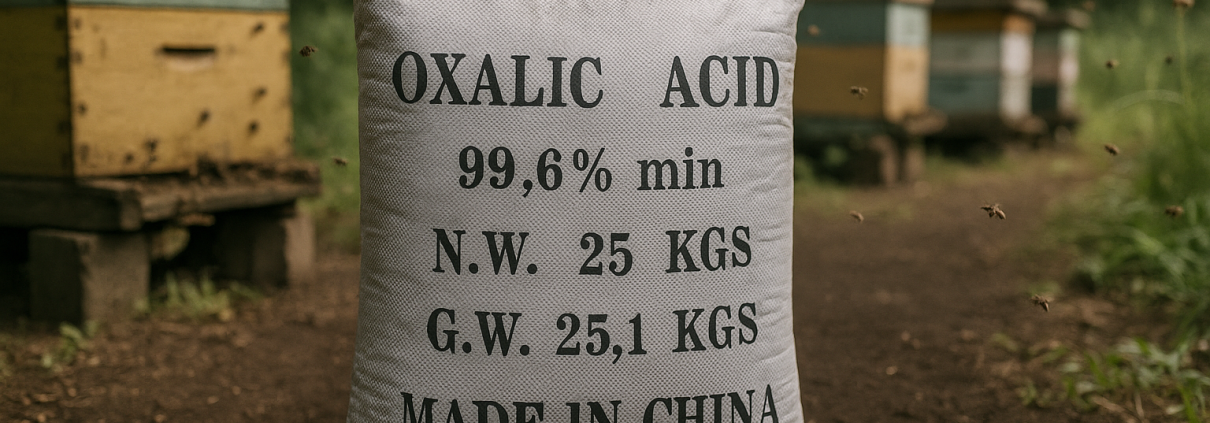 OXALIC ACID
99,6% min
N.W. 25 KGS
G.W. 25,1 KGS
MADE IN CHINA